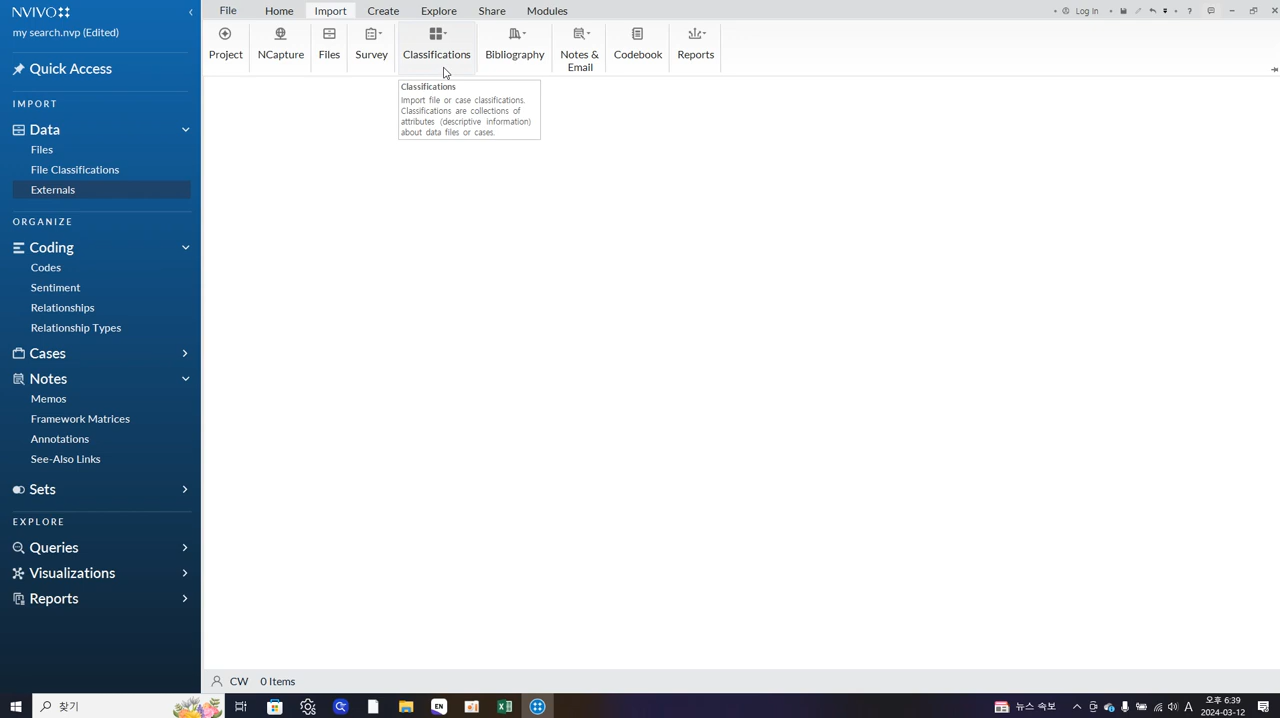 NVIVO
my search.nvp (Edited)
Quick Access
IMPORT
Data
Files
File Classifications
Externals
ORGANIZE
Coding
Codes
Sentiment
Relationships
Relationship Types
Cases
Notes
Memos
Framework Matrices
Annotations
See-Also Links
Sets
EXPLORE
Queries
Visualizations
Reports
File Home Import Create Explore Share Modules
Log In
Project NCapture Files Survey Classifications Bibliography Notes & Email Codebook Reports
Classifications
Import file or case classifications.
Classifications are collections of
attributes (descriptive information)
about data files or cases.
CW 0 Items
찾기
EN
뉴스 속보
A
오후 6:39
2024-03-12